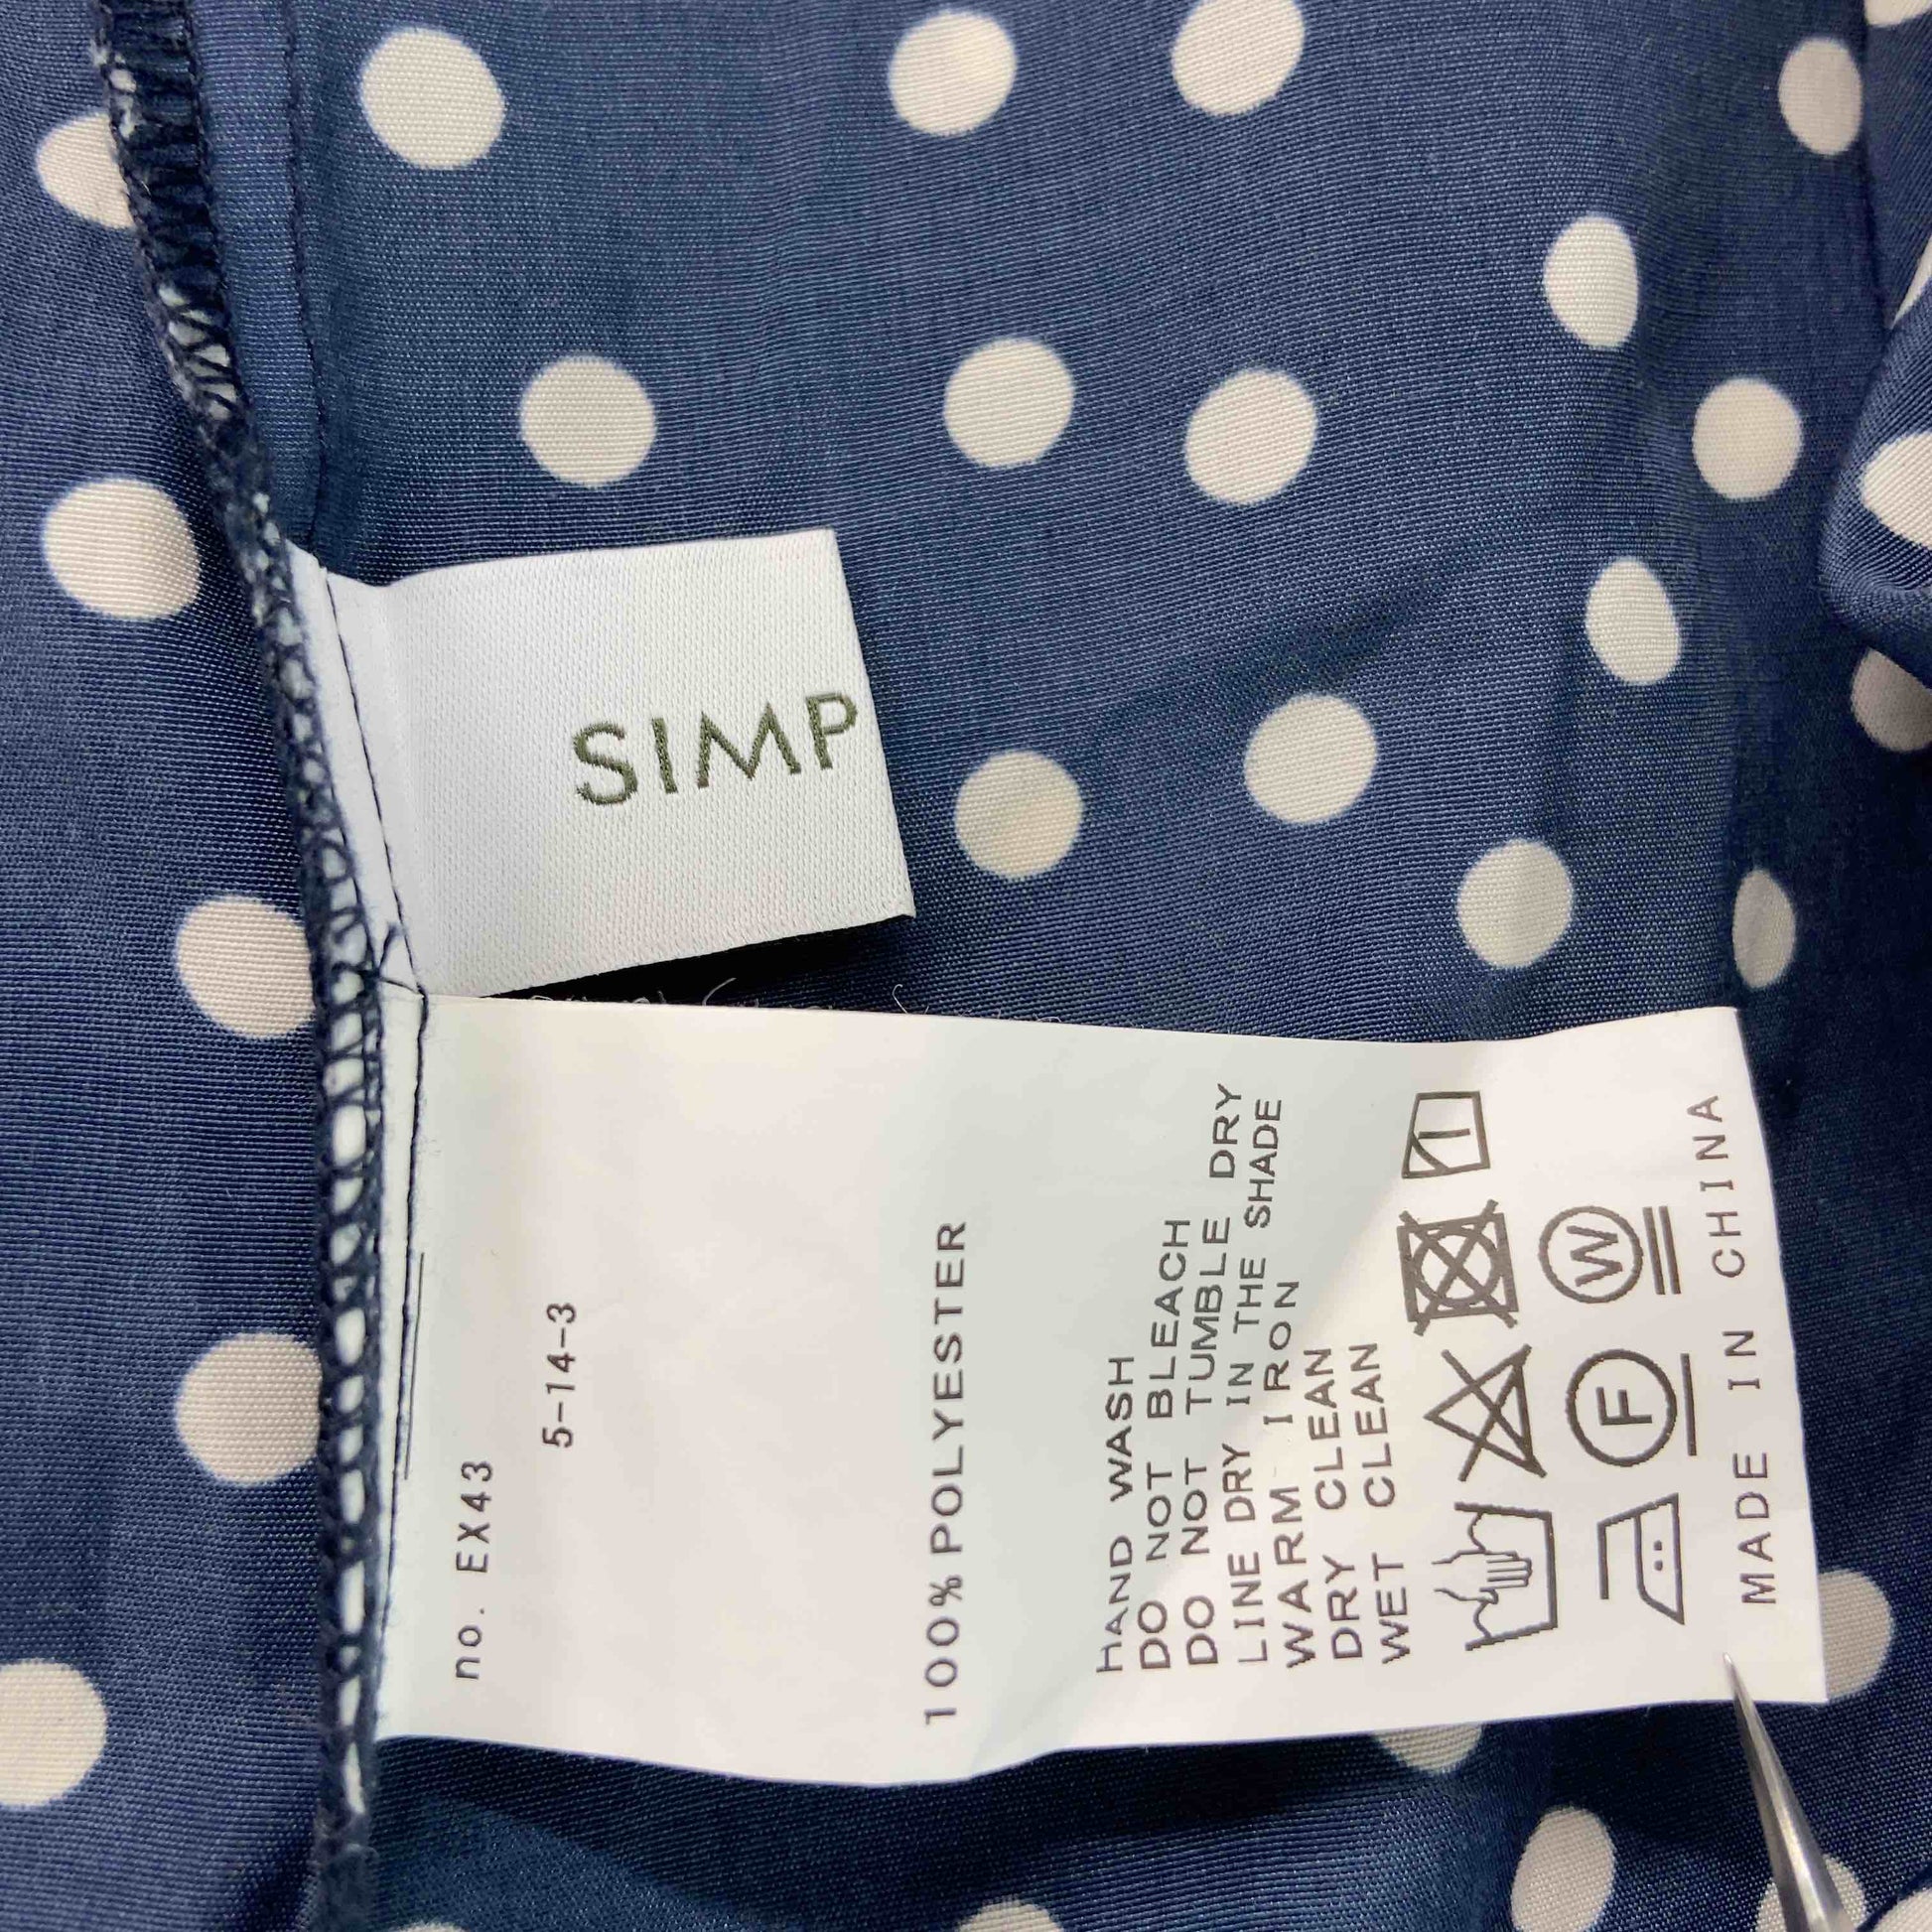 SIMP
no. EX43
5-14-3
100%POLYESTER
HAND WASH
DO NOT BLEACH
DO NOT TUMBLE DRY
LINE DRY IN THE SHADE
WARM IRON
DRY CLEAN
WET CLEAN
F W
MADE IN CHINA